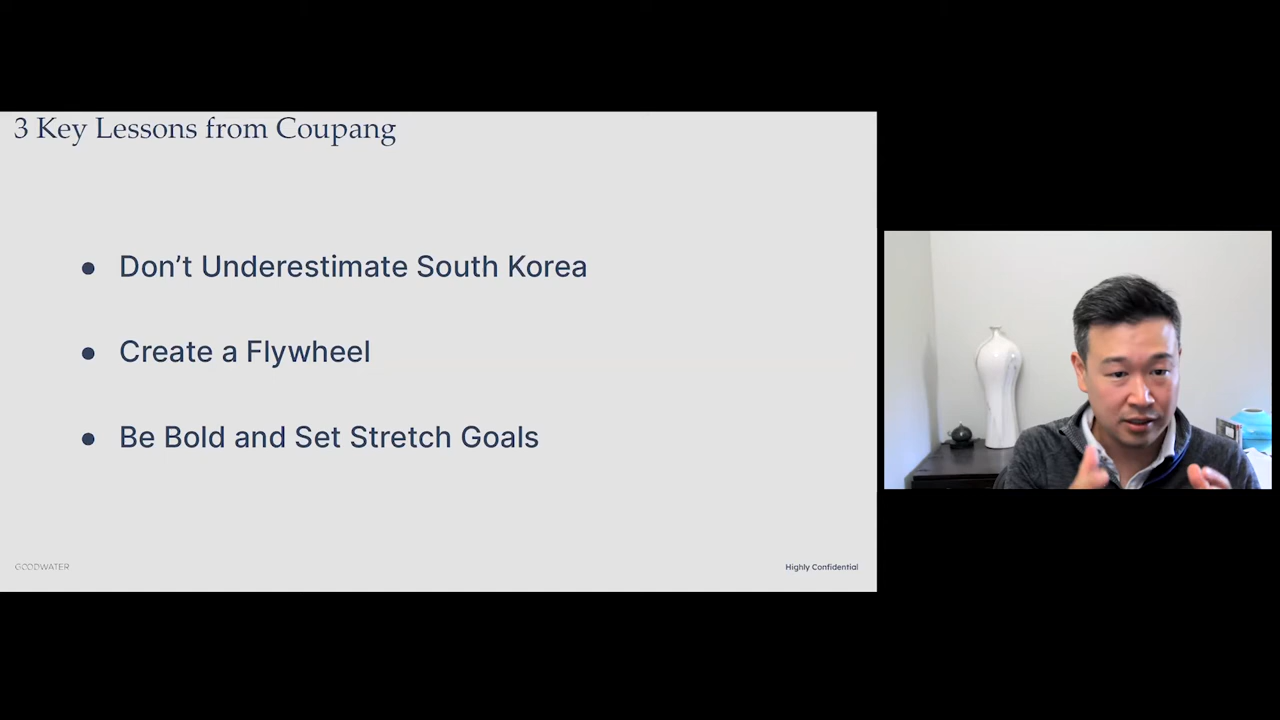 3 Key Lessons from Coupang
● Don’t Underestimate South Korea
● Create a Flywheel
● Be Bold and Set Stretch Goals
GOODWATER
Highly Confidential